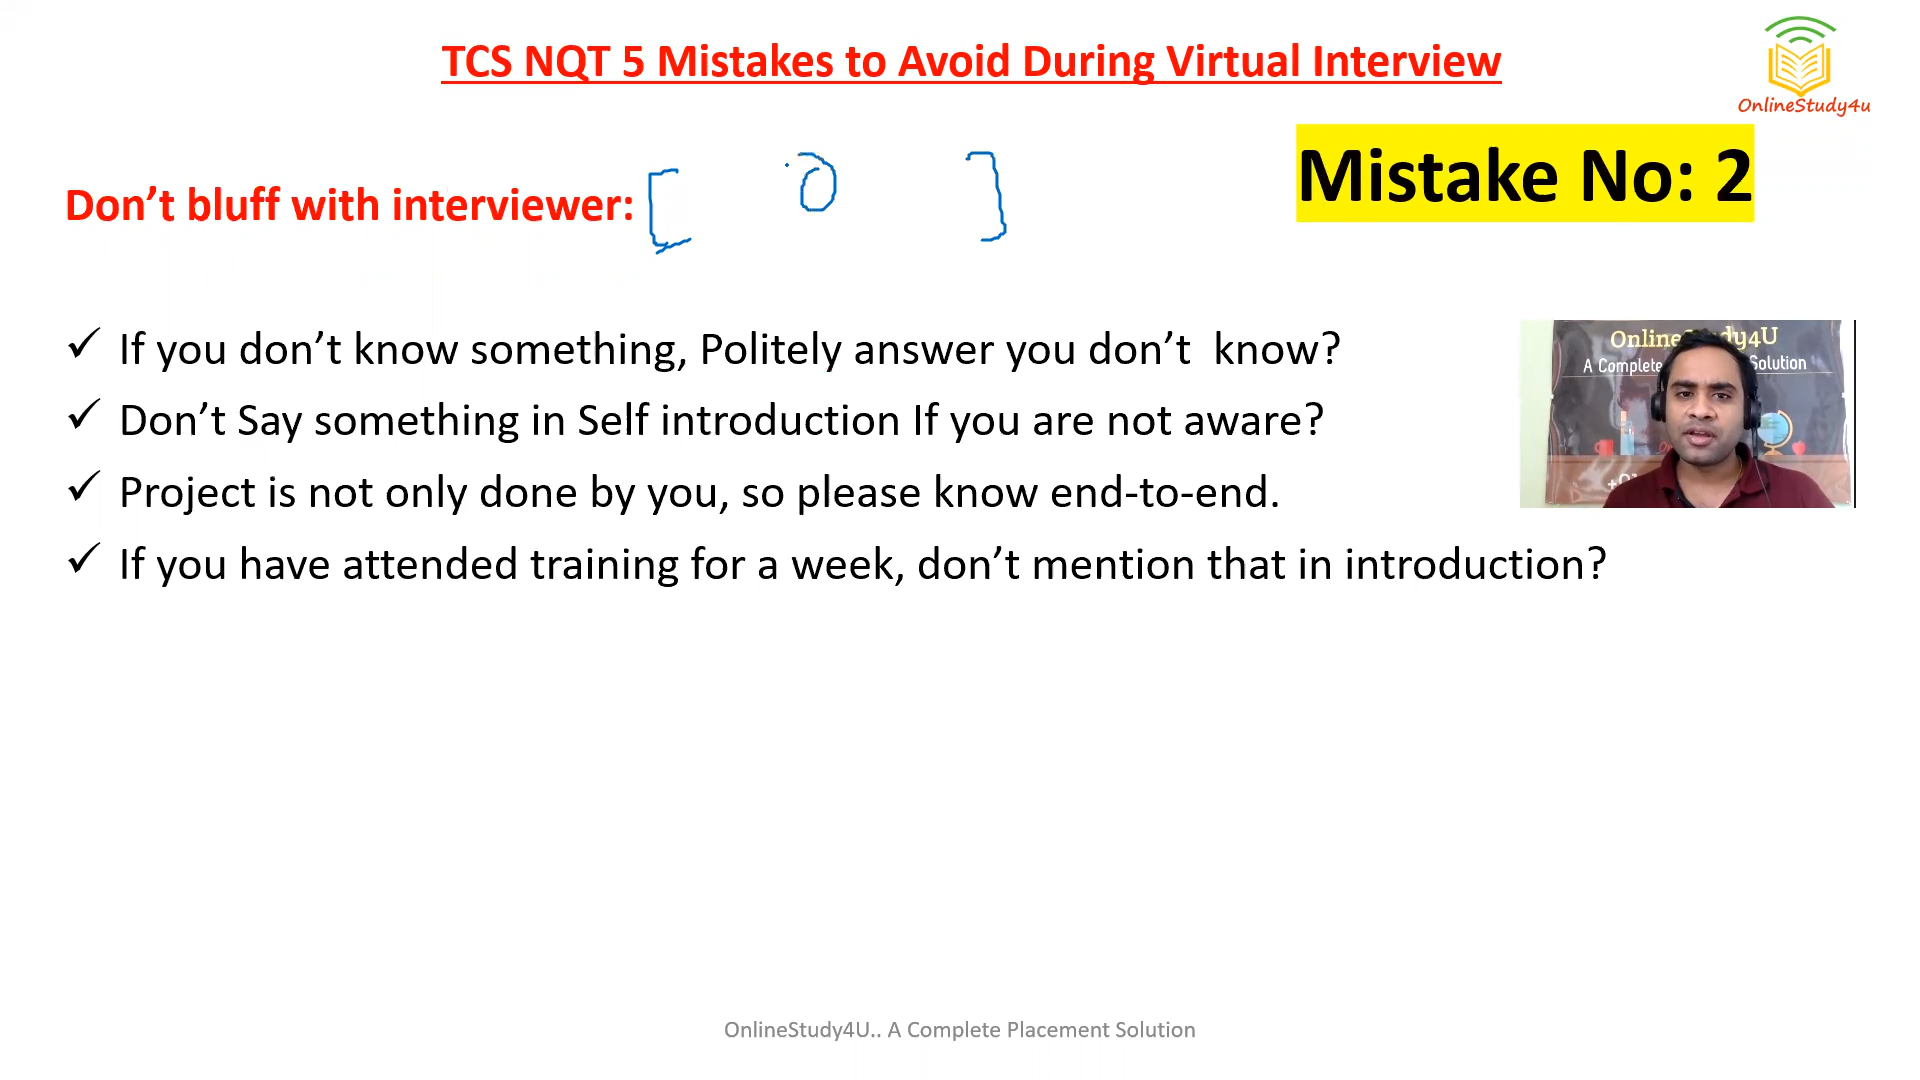 TCS NQT 5 Mistakes to Avoid During Virtual Interview
OnlineStudy4u
Mistake No: 2
Don’t bluff with interviewer:
✓ If you don’t know something, Politely answer you don’t  know?
✓ Don’t Say something in Self introduction If you are not aware?
✓ Project is not only done by you, so please know end-to-end.
✓ If you have attended training for a week, don’t mention that in introduction?
A Complete Solution
OnlineStudy4U.. A Complete Placement Solution